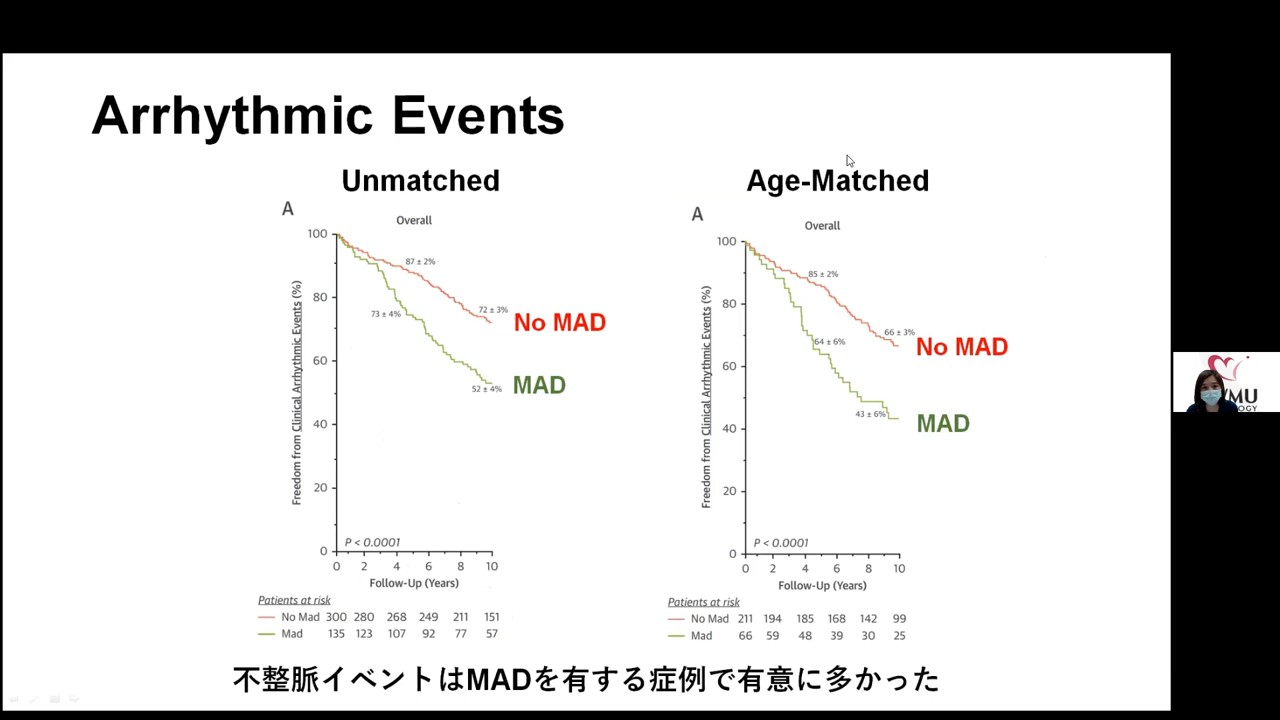 Arrhythmic Events
Unmatched
A
Overall
Freedom from Clinical Arrhythmic Events (%)
100
80
60
40
20
0
87 ± 2%
73 ± 4%
72 ± 3%
52 ± 4%
No MAD
MAD
P < 0.0001
0 2 4 6 8 10
Follow-Up (Years)
Patients at risk
No Mad 300 280 268 249 211 151
Mad 135 123 107 92 77 57
Age-Matched
A
Overall
Freedom from Clinical Arrhythmic Events (%)
100
80
60
40
20
0
85 ± 2%
64 ± 6%
66 ± 3%
43 ± 6%
No MAD
MAD
P < 0.0001
0 2 4 6 8 10
Follow-Up (Years)
Patients at risk
No Mad 211 194 185 168 142 99
Mad 66 59 48 39 30 25
不整脈イベントはMADを有する症例で有意に多かった